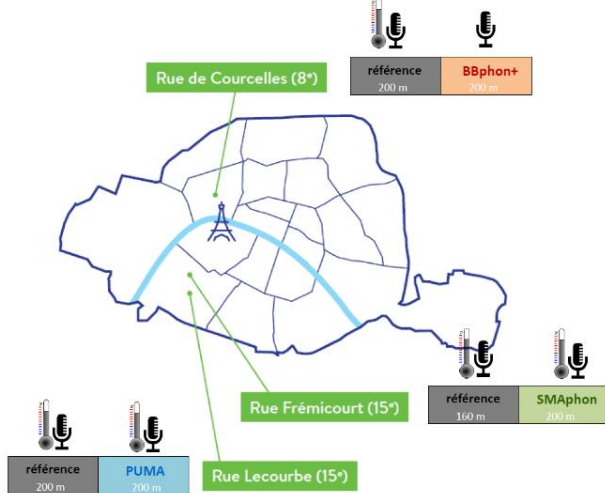 Rue de Courcelles (8e)
référence
200 m
BBphon+
200 m
référence
160 m
SMAphon
200 m
Rue Frémicourt (15e)
référence
200 m
PUMA
200 m
Rue Lecourbe (15e)